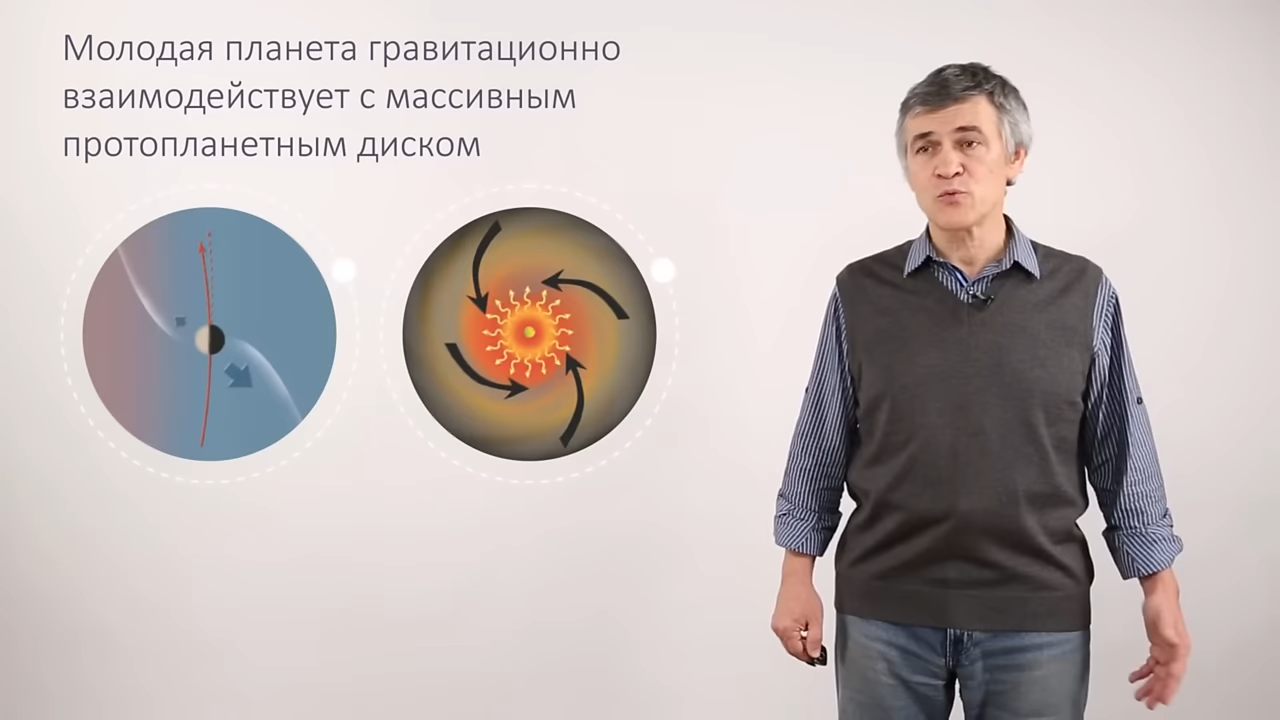 Молодая планета гравитационно
взаимодействует с массивным
протопланетным диском